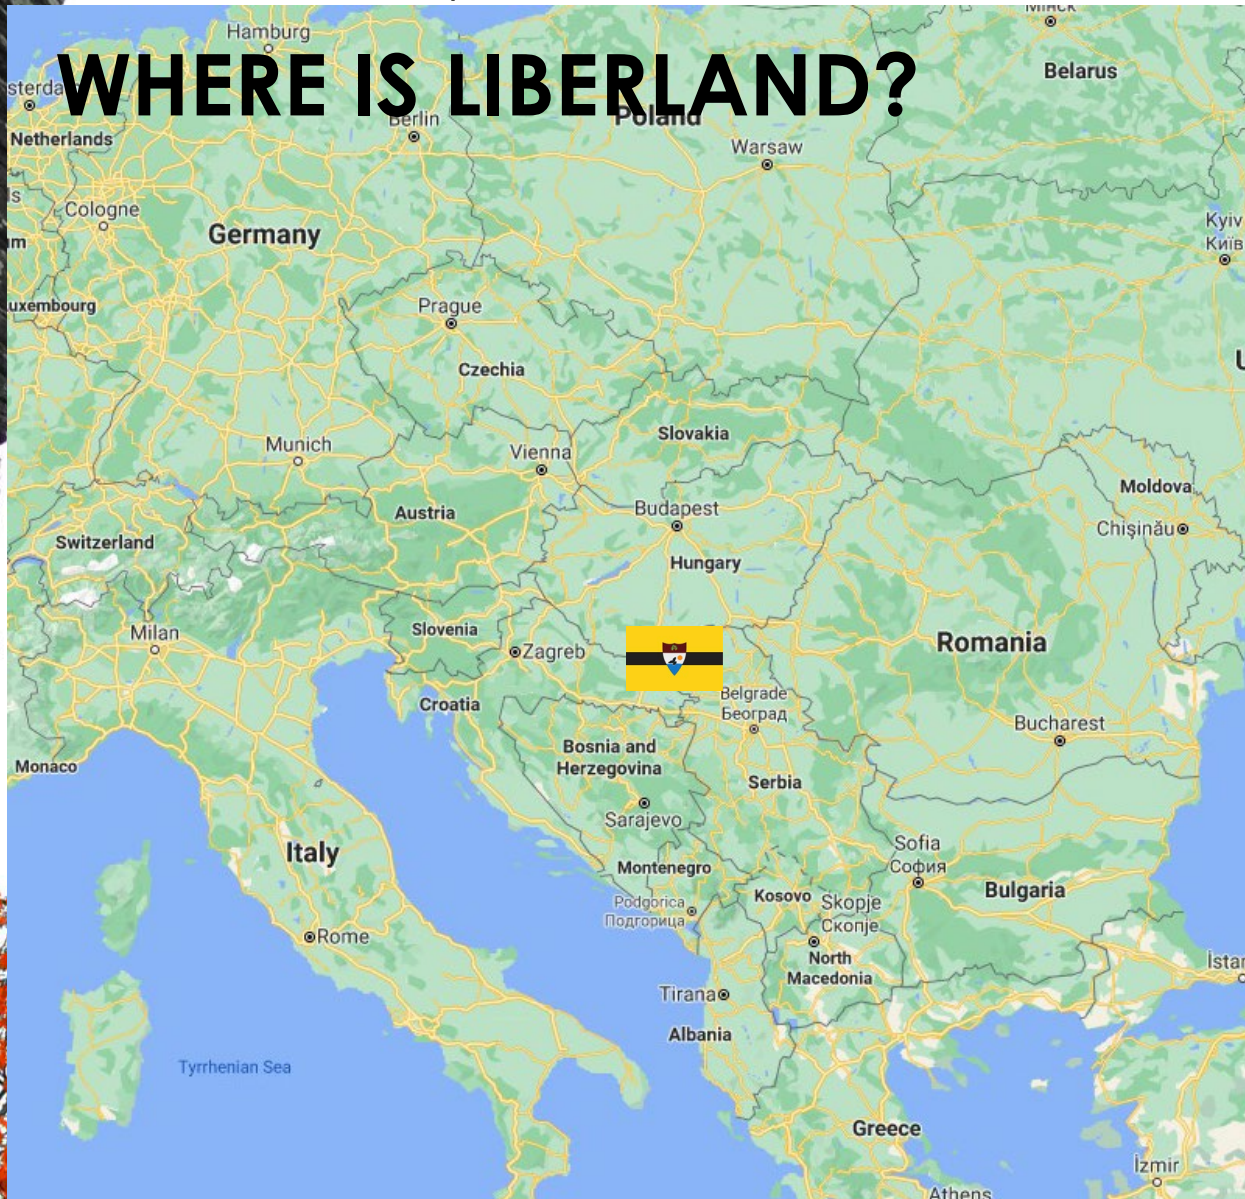 Hamburg
WHERE IS LIBERLAND?
Belarus
Berlin
Poland
Netherlands
Warsaw
Cologne
Kyiv
Київ
Germany
Prague
Czechia
Slovakia
Munich
Vienna
Moldova
Austria
Budapest
Chișinău
Switzerland
Hungary
Milan
Slovenia
Zagreb
Romania
Croatia
Belgrade
Београд
Bucharest
Monaco
Bosnia and
Herzegovina
Serbia
Sarajevo
Italy
Sofia
София
Montenegro
Bulgaria
Kosovo
Skopje
Скопје
Podgorica
Подгорица
Rome
North
Macedonia
Tirana
Albania
Tyrrhenian Sea
Greece
İzmir
Athens